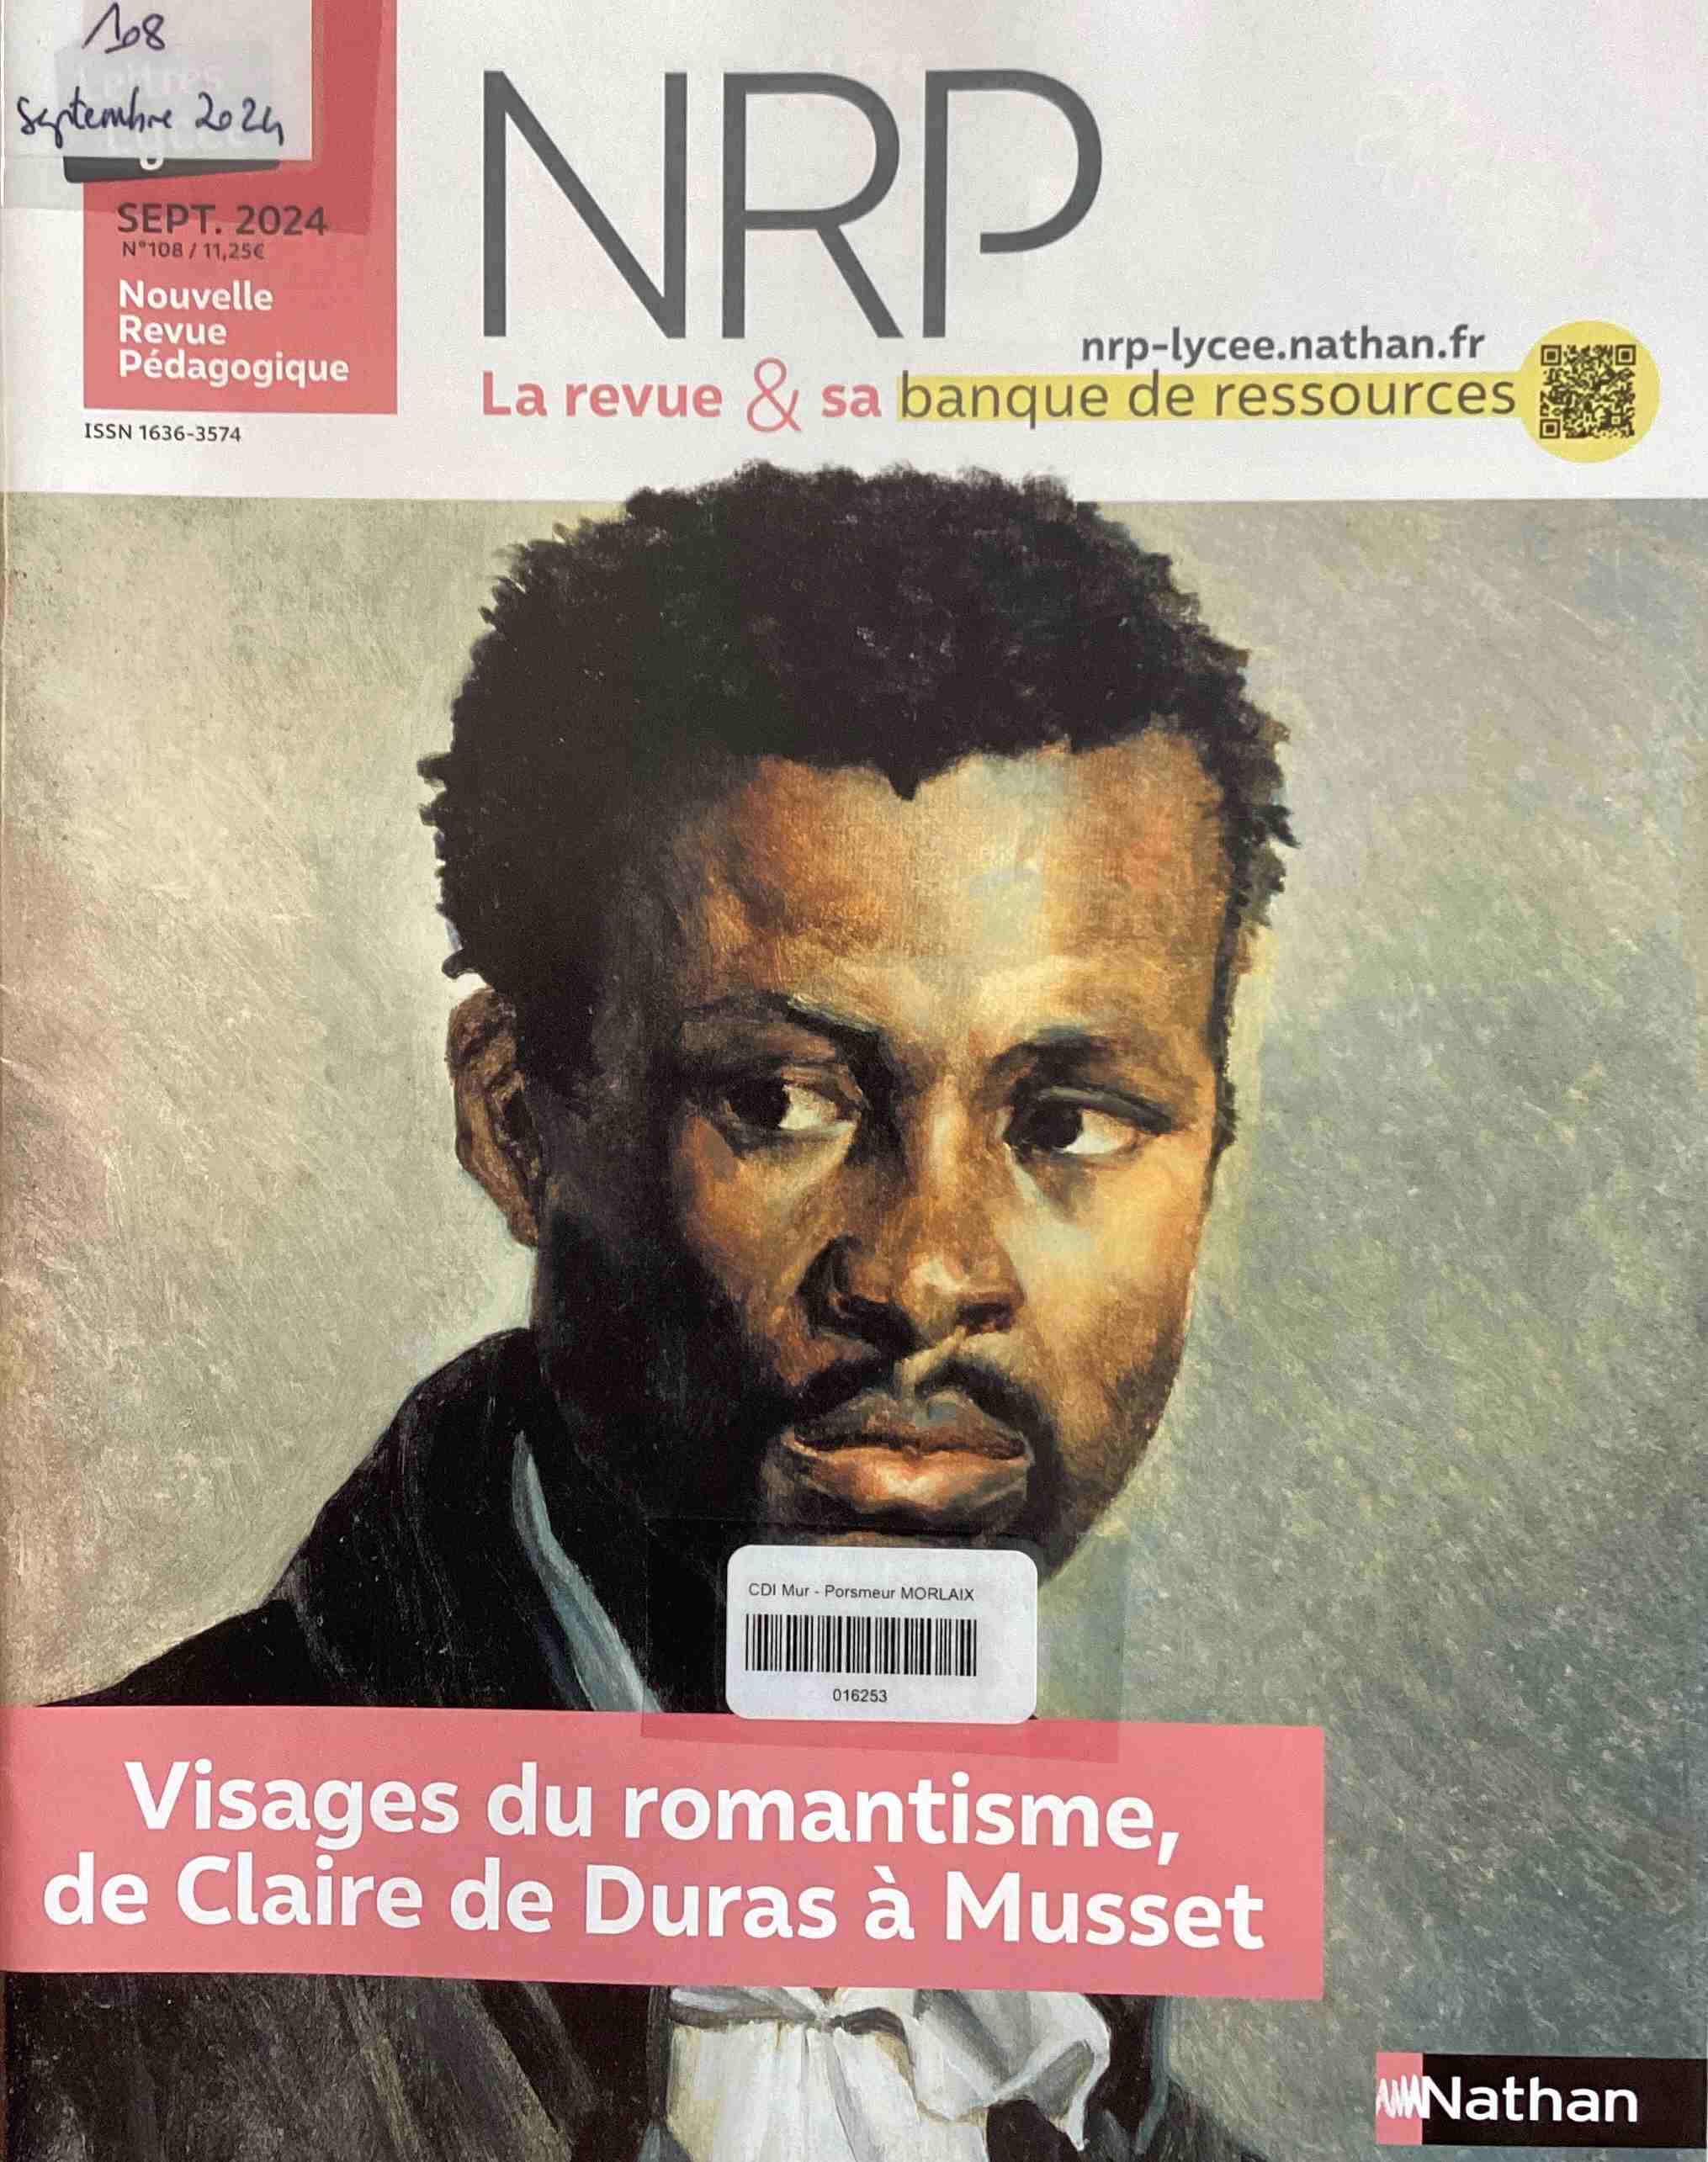 108
septembre 2024
Lettres
SEPT. 2024
N°108 / 11,25€
Nouvelle
Revue
Pédagogique
ISSN 1636-3574
NRP
nrp-lycee.nathan.fr
La revue & sa banque de ressources
CDI Mur - Porsmeur MORLAIX
016253
Visages du romantisme,
de Claire de Duras à Musset
Nathan